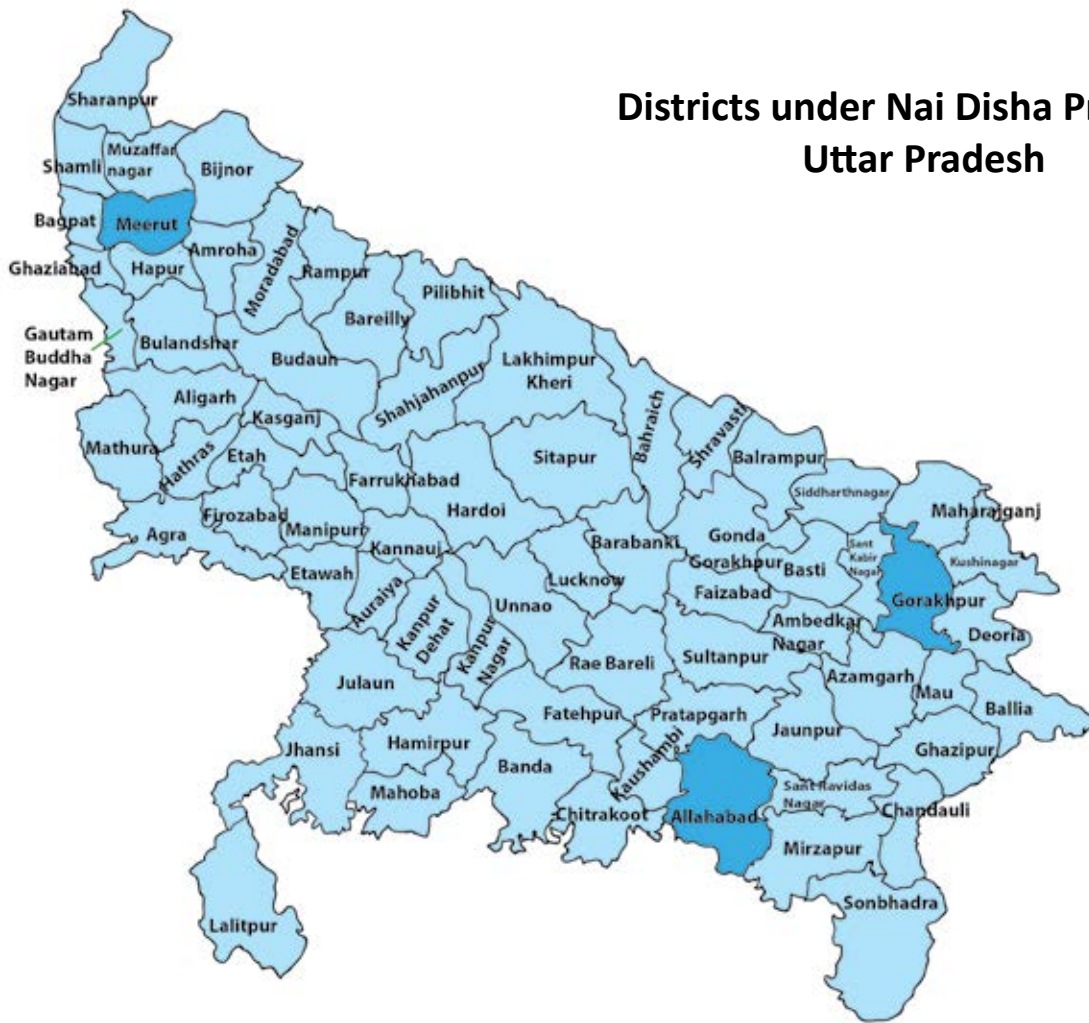 Districts under Nai Disha Pr
Uttar Pradesh
Sharanpur
Shamli
Muzaffar
nagar
Bijnor
Bagpat
Meerut
Amroha
Moradabad
Rampur
Ghaziabad
Hapur
Pilibhit
Bareilly
Gautam
Buddha
Nagar
Bulandshar
Budaun
Shahjahanpur
Lakhimpur
Kheri
Aligarh
Kasganj
Bahraich
Shravasti
Mathura
Hathras
Etah
Farrukhabad
Sitapur
Balrampur
Siddharthnagar
Maharajganj
Agra
Firozabad
Manipuri
Hardoi
Kannauj
Barabanki
Gonda
Gorakhpur
Basti
Sant
Kabir
Nagar
Kushinagar
Etawah
Auraiya
Kanpur
Dehat
Kanpur
Nagar
Unnao
Lucknow
Faizabad
Gorakhpur
Ambedkar
Nagar
Deoria
Julaun
Rae Bareli
Sultanpur
Azamgarh
Mau
Ballia
Fatehpur
Pratapgarh
Jaunpur
Ghazipur
Jhansi
Hamirpur
Banda
Kaushambi
Mahoba
Chitrakoot
Allahabad
Sant Ravidas
Nagar
Chandauli
Mirzapur
Sonbhadra
Lalitpur